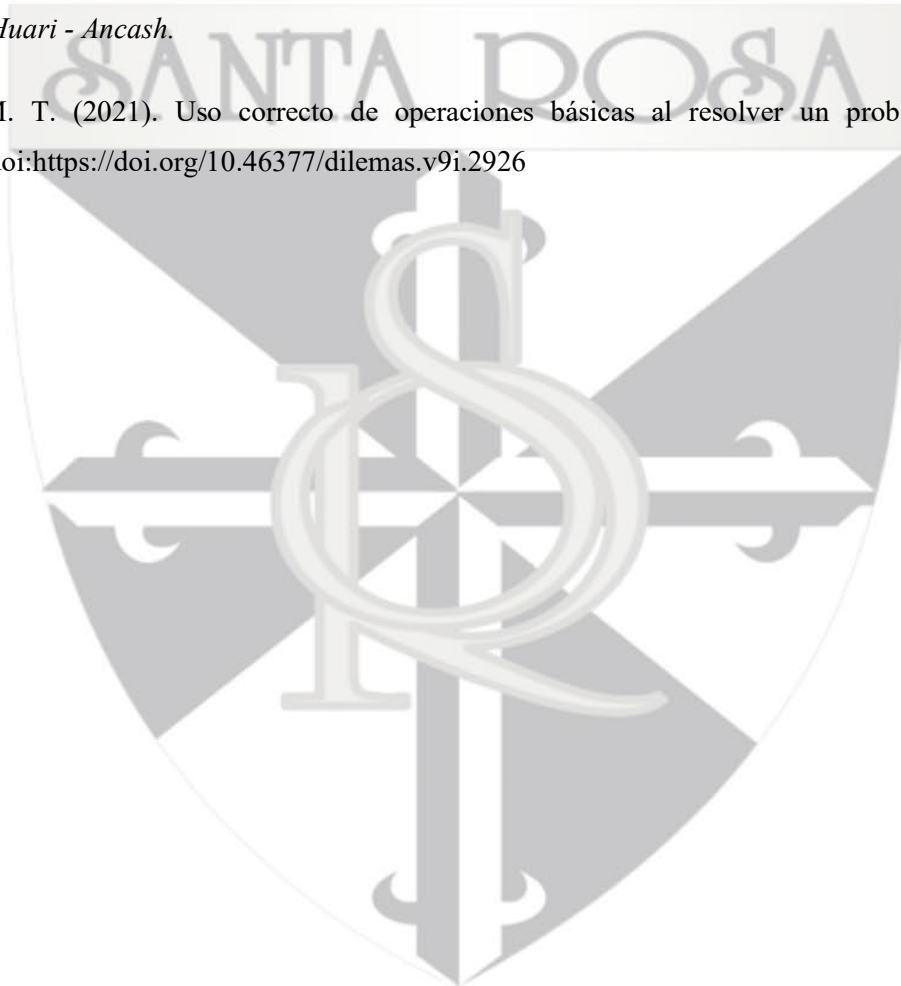 Huari - Ancash.
SANTA ROSA
M. T. (2021). Uso correcto de operaciones básicas al resolver un prob
doi:https://doi.org/10.46377/dilemas.v9i.2926